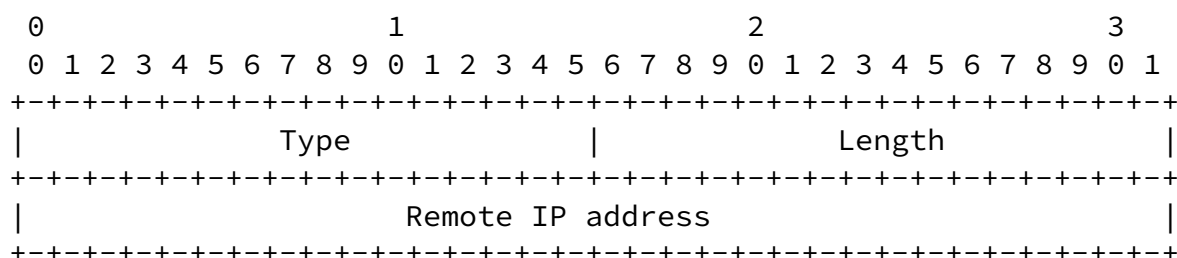 0                   1                   2                   3
 0 1 2 3 4 5 6 7 8 9 0 1 2 3 4 5 6 7 8 9 0 1 2 3 4 5 6 7 8 9 0 1
+-+-+-+-+-+-+-+-+-+-+-+-+-+-+-+-+-+-+-+-+-+-+-+-+-+-+-+-+-+-+-+-+
|              Type             |             Length            |
+-+-+-+-+-+-+-+-+-+-+-+-+-+-+-+-+-+-+-+-+-+-+-+-+-+-+-+-+-+-+-+-+
|                     Remote IP address                         |
+-+-+-+-+-+-+-+-+-+-+-+-+-+-+-+-+-+-+-+-+-+-+-+-+-+-+-+-+-+-+-+-+